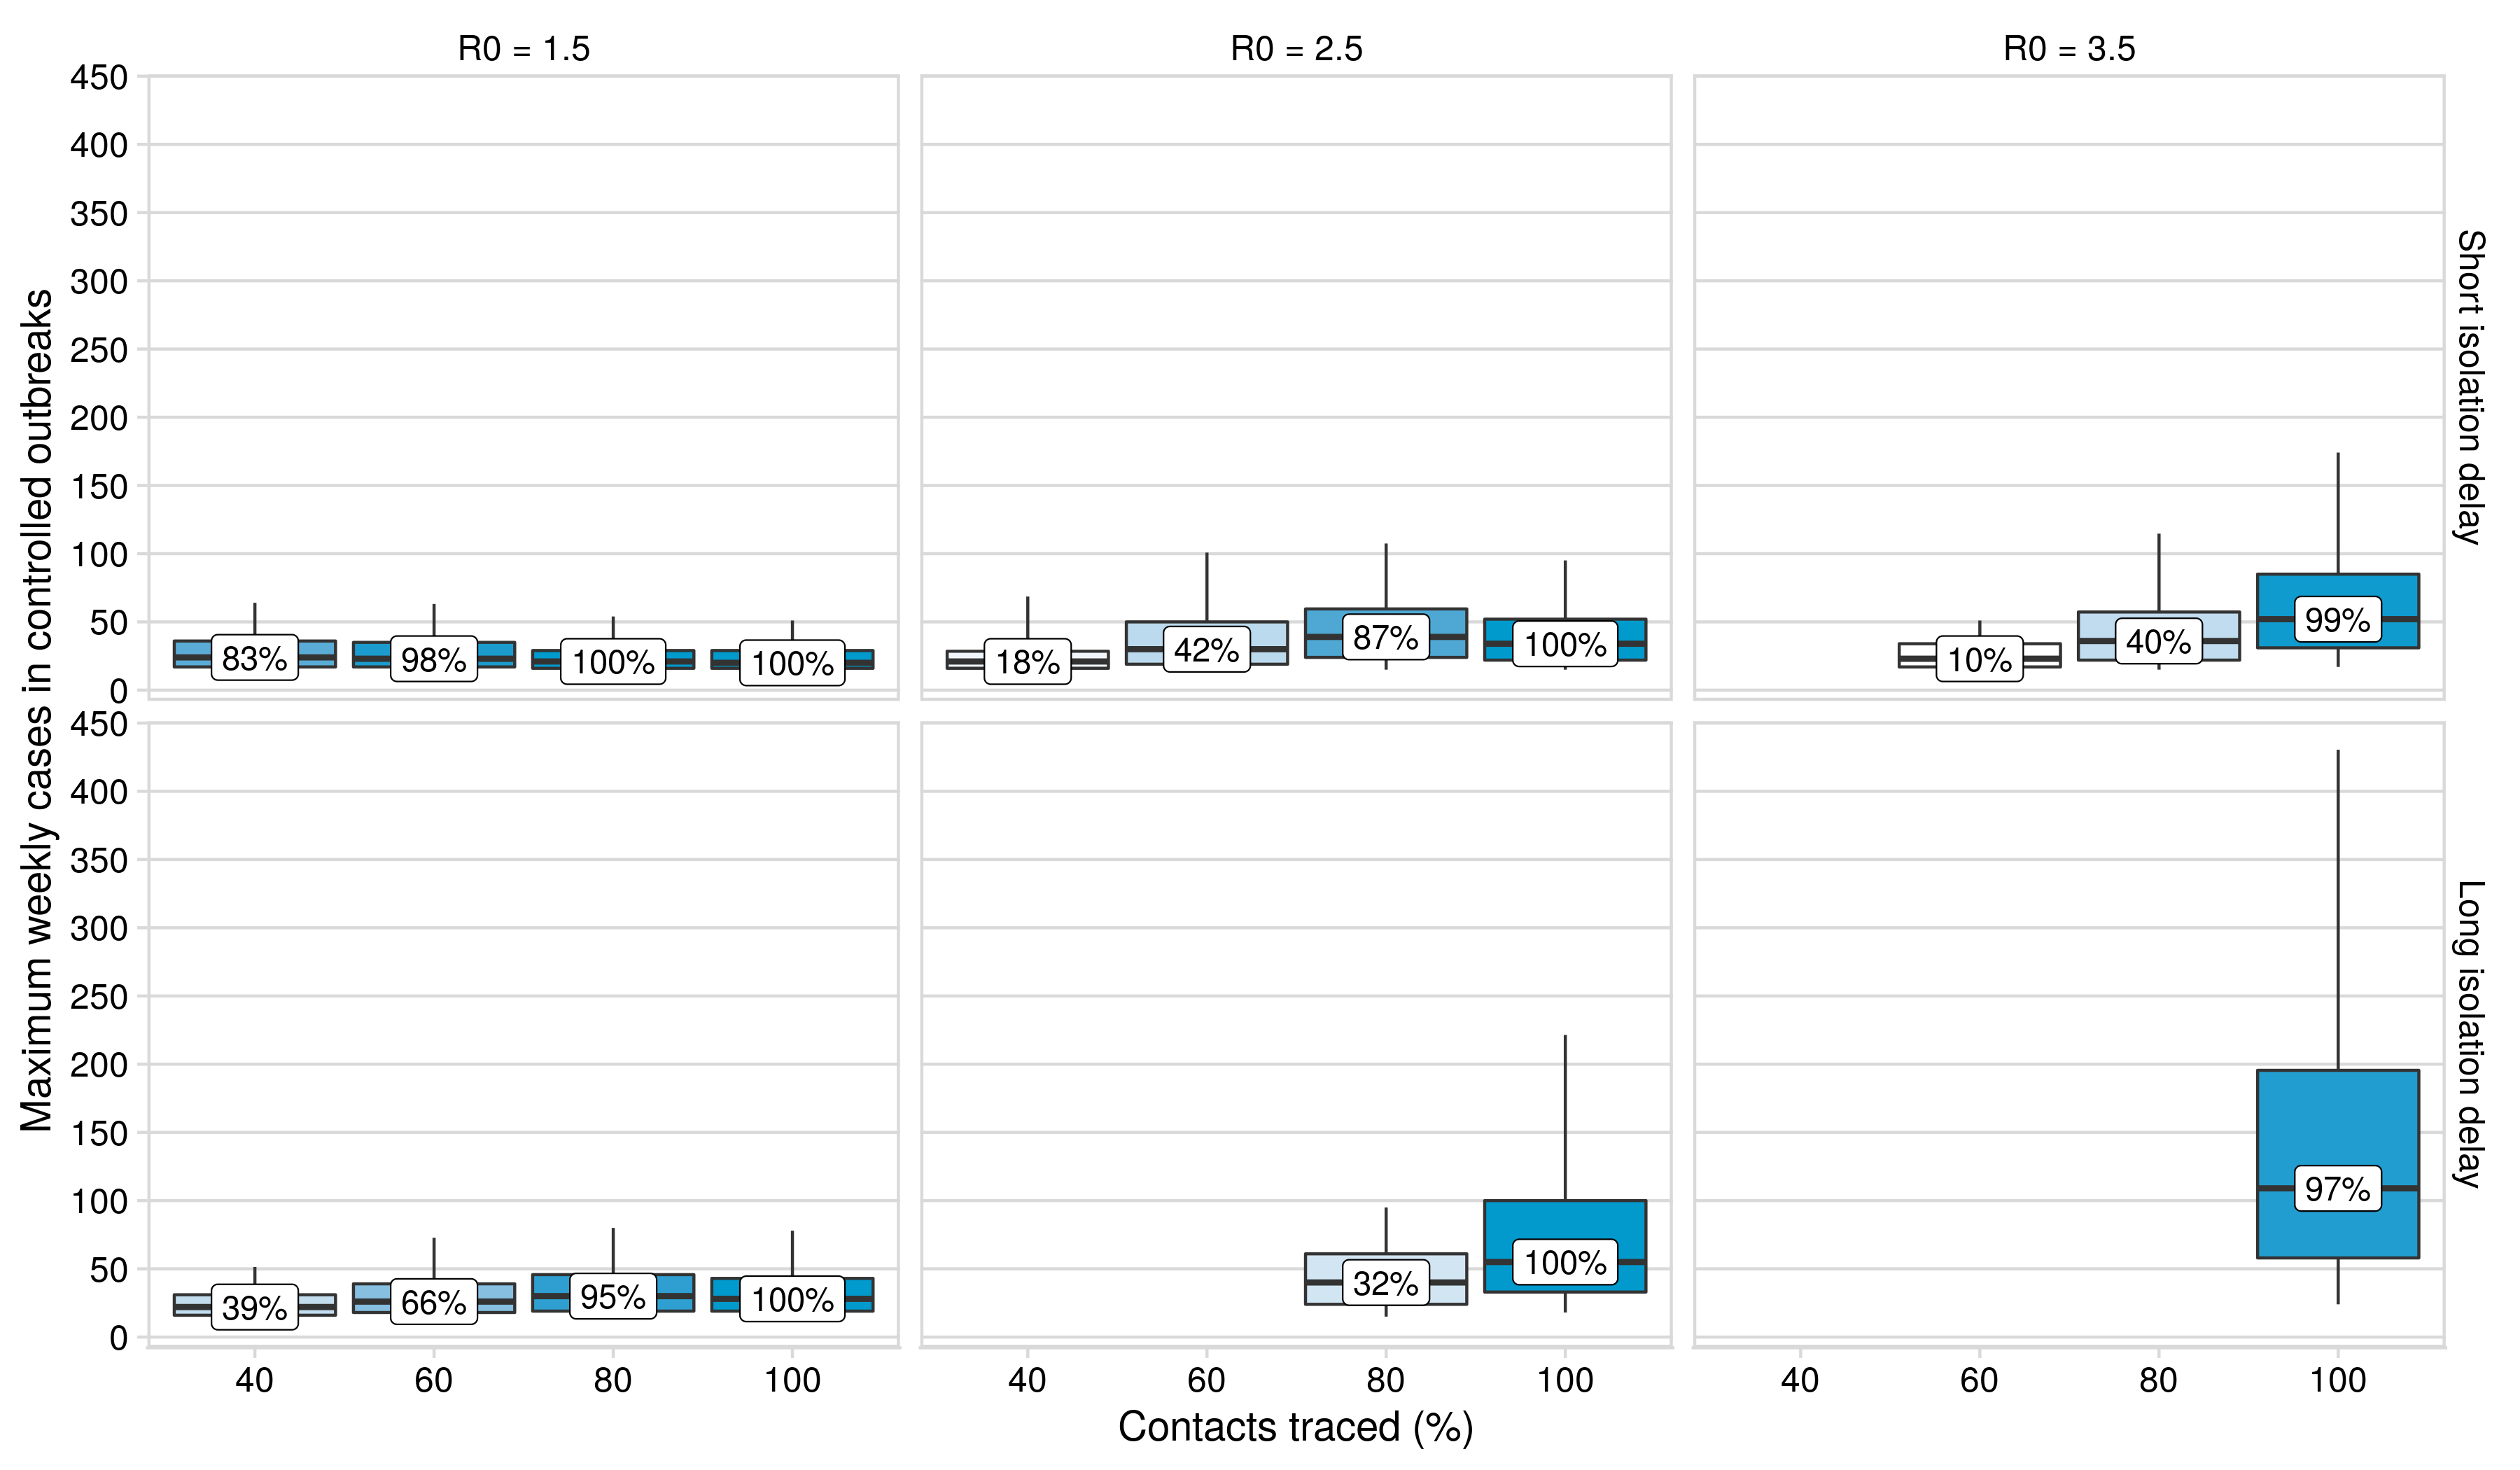 R0 = 1.5 R0 = 2.5 R0 = 3.5
Maximum weekly cases in controlled outbreaks
450
400
350
300
250
200
150
100
50
0
83% 98% 100% 100%
18% 42% 87% 100%
10% 40% 99%
Short isolation delay
450
400
350
300
250
200
150
100
50
0
39% 66% 95% 100%
32% 100%
97%
Long isolation delay
40 60 80 100 40 60 80 100 40 60 80 100
Contacts traced (%)